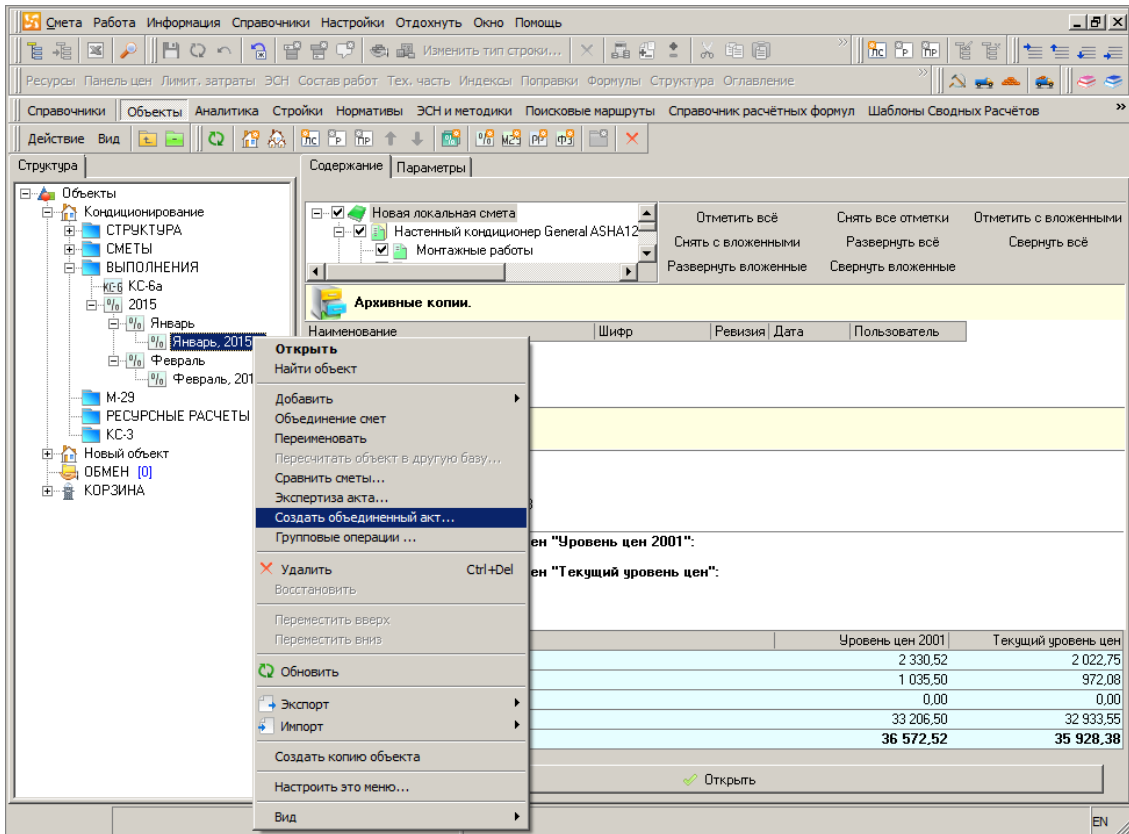 Смета Работа Информация Справочники Настройки Отдохнуть Окно Помощь
Изменить тип строки...
Ресурсы Панель цен Лимит. затраты ЭСН Состав работ Тех. часть Индексы Поправки Формулы Структура Оглавление
Справочники Объекты Аналитика Стройки Нормативы ЭСН и методики Поисковые маршруты Справочник расчётных формул Шаблоны Сводных Расчётов
Действие Вид
Структура
Содержание Параметры
Объекты
Кондиционирование
СТРУКТУРА
СМЕТЫ
ВЫПОЛНЕНИЯ
КС-6 КС-6а
2015
Январь
Январь, 2015
Февраль
Февраль, 201
М-29
РЕСУРСНЫЕ РАСЧЕТЫ
КС-3
Новый объект
ОБМЕН [0]
КОРЗИНА
Новая локальная смета
Настенный кондиционер General ASHA12
Монтажные работы
Отметить всё Снять все отметки Отметить с вложенными
Снять с вложенными Развернуть всё Свернуть всё
Развернуть вложенные Свернуть вложенные
Архивные копии.
Наименование Шифр Ревизия Дата Пользователь
Открыть
Найти объект
Добавить
Объединение смет
Переименовать
Пересчитать объект в другую базу...
Сравнить сметы...
Экспертиза акта...
Создать объединенный акт...
Групповые операции ...
Удалить Ctrl+Del
Восстановить
Переместить вверх
Переместить вниз
Обновить
Экспорт
Импорт
Создать копию объекта
Настроить это меню...
Вид
ен "Уровень цен 2001":
ен "Текущий уровень цен":
Уровень цен 2001 Текущий уровень цен
2 330,52 2 022,75
1 035,50 972,08
0,00 0,00
33 206,50 32 933,55
36 572,52 35 928,38
Открыть
EN